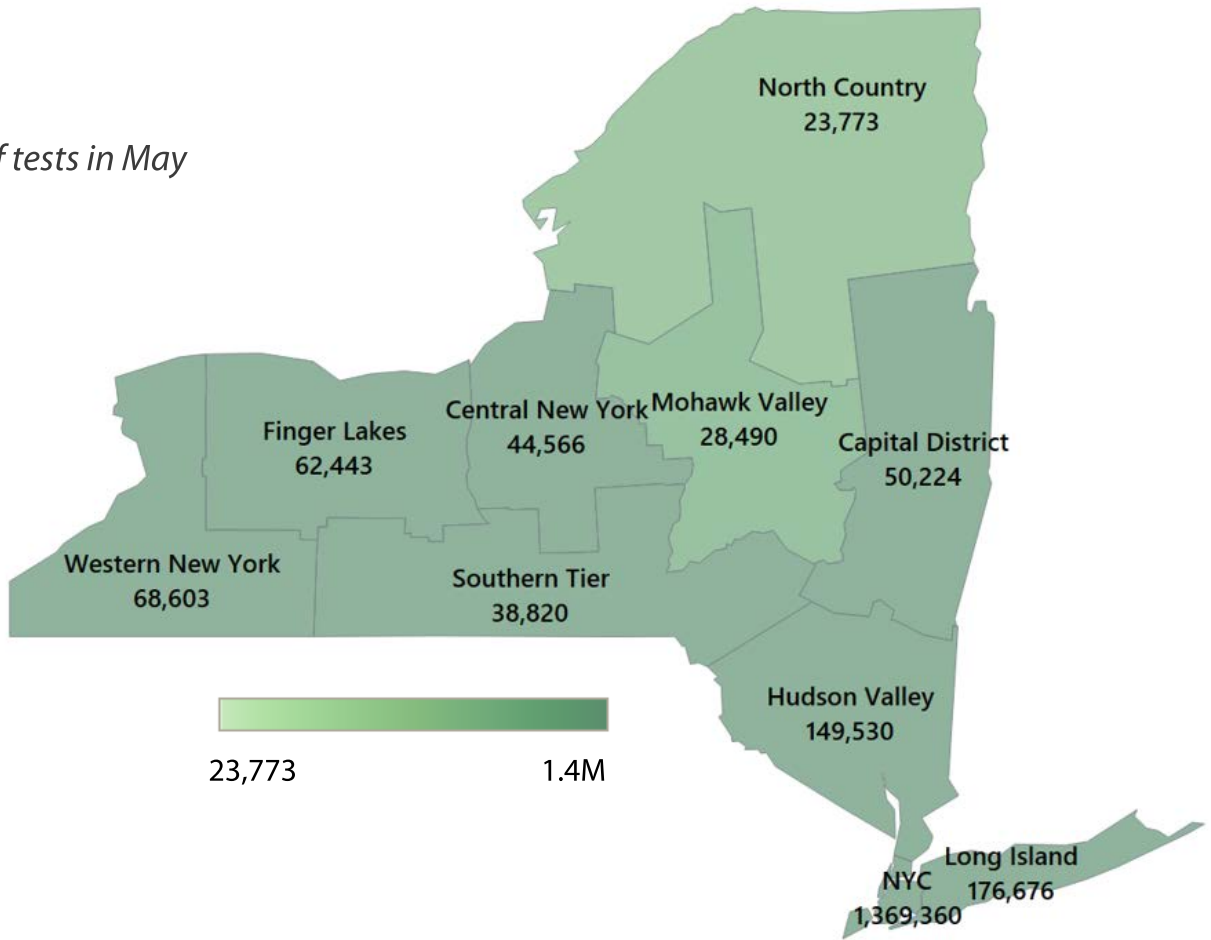 tests in May
North Country
23,773
Central New York
44,566
Mohawk Valley
28,490
Finger Lakes
62,443
Capital District
50,224
Western New York
68,603
Southern Tier
38,820
Hudson Valley
149,530
23,773
1.4M
Long Island
176,676
NYC
1,369,360